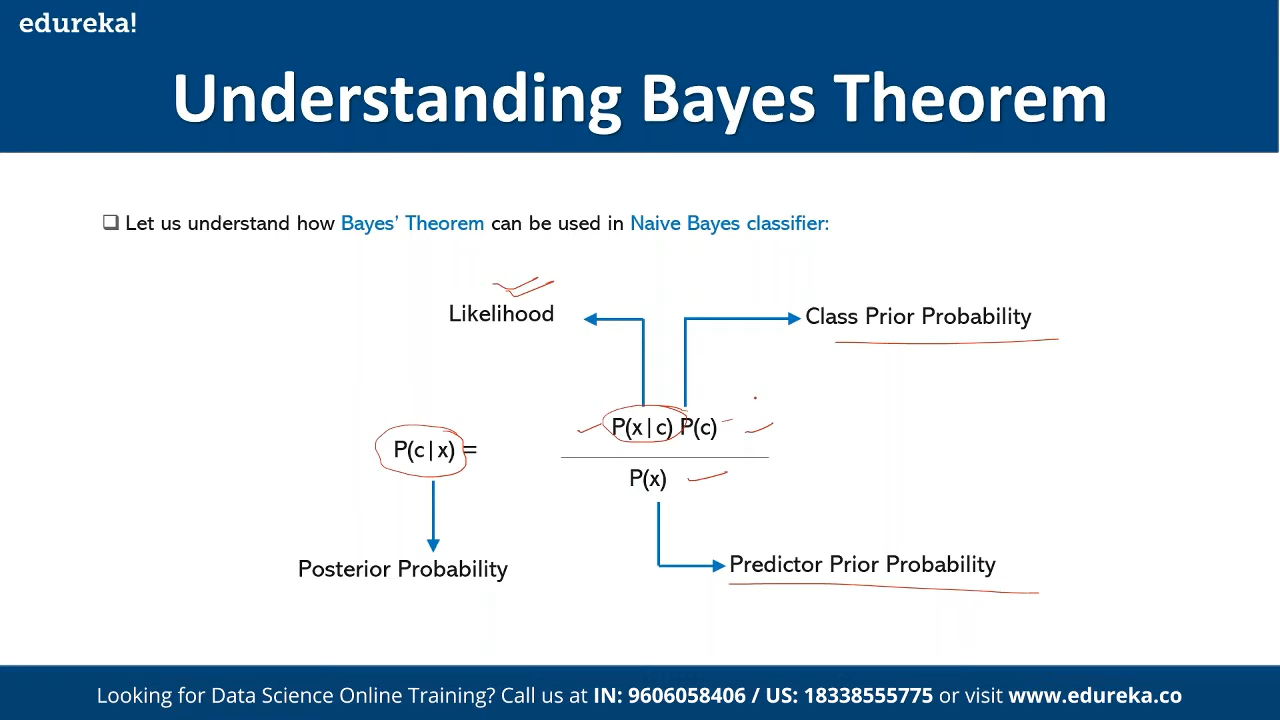 edureka!
Understanding Bayes Theorem
Let us understand how Bayes' Theorem can be used in Naive Bayes classifier:
Likelihood
Class Prior Probability
P(x|c) P(c)
P(c|x) =
P(x)
Posterior Probability
Predictor Prior Probability
Looking for Data Science Online Training? Call us at IN: 9606058406 / US: 18338555775 or visit www.edureka.co